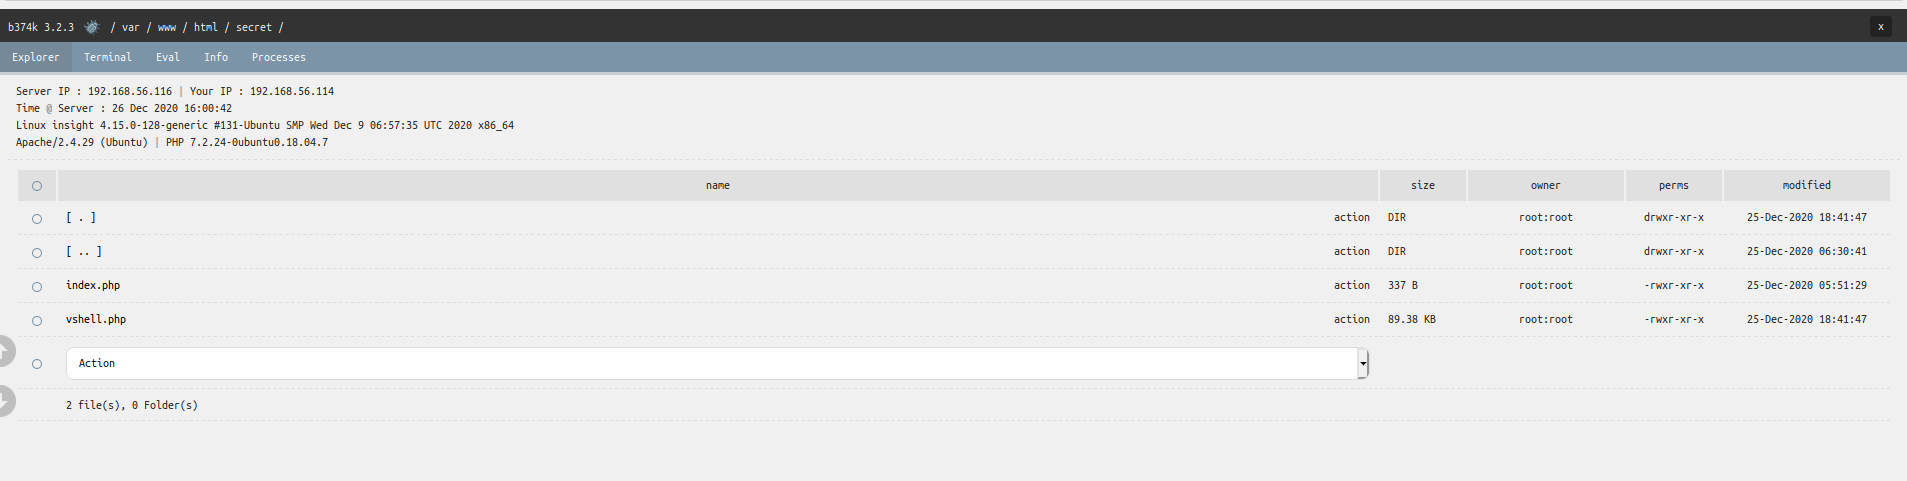 b374k 3.2.3 / var / www / html / secret / x
Explorer Terminal Eval Info Processes
Server IP : 192.168.56.116 | Your IP : 192.168.56.114
Time @ Server : 26 Dec 2020 16:00:42
Linux insight 4.15.0-128-generic #131-Ubuntu SMP Wed Dec 9 06:57:35 UTC 2020 x86_64
Apache/2.4.29 (Ubuntu) | PHP 7.2.24-0ubuntu0.18.04.7
name size owner perms modified
[ . ] action DIR root:root drwxr-xr-x 25-Dec-2020 18:41:47
[ .. ] action DIR root:root drwxr-xr-x 25-Dec-2020 06:30:41
index.php action 337 B root:root -rwxr-xr-x 25-Dec-2020 05:51:29
vshell.php action 89.38 KB root:root -rwxr-xr-x 25-Dec-2020 18:41:47
Action
2 file(s), 0 Folder(s)